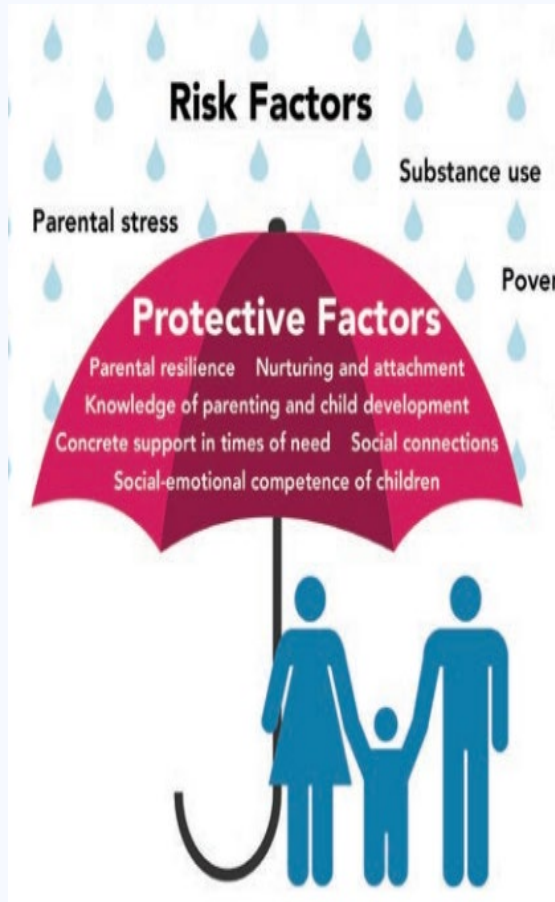 Risk Factors
Substance use
Parental stress
Pover
Protective Factors
Parental resilience Nurturing and attachment
Knowledge of parenting and child development
Concrete support in times of need Social connections
Social-emotional competence of children